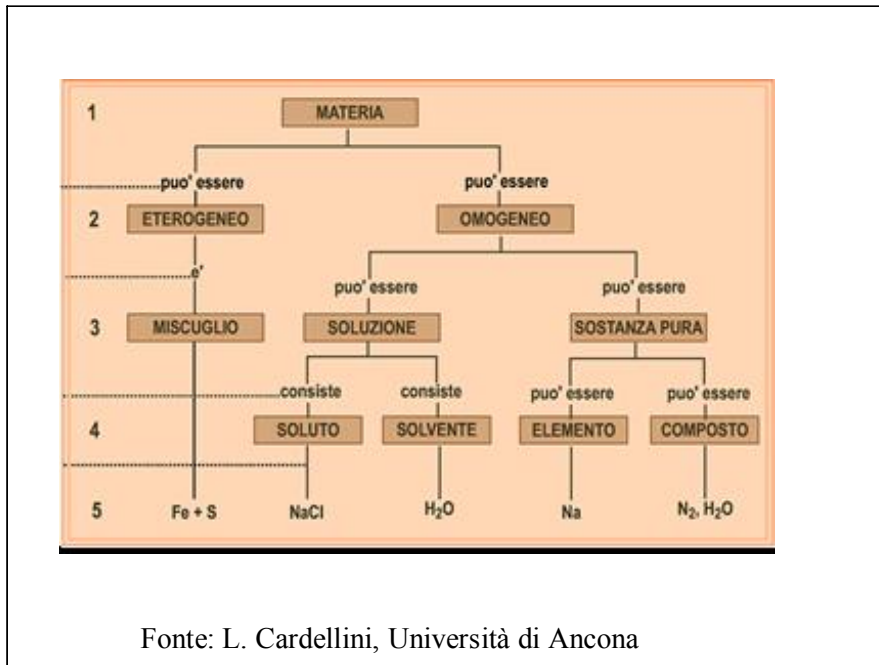 1 MATERIA
puo' essere puo' essere
2 ETEROGENEO OMOGENEO
e'
puo' essere puo' essere
3 MISCUGLIO SOLUZIONE SOSTANZA PURA
consiste consiste puo' essere puo' essere
4 SOLUTO SOLVENTE ELEMENTO COMPOSTO
5 Fe + S NaCl H₂O Na N₂, H₂O
Fonte: L. Cardellini, Università di Ancona